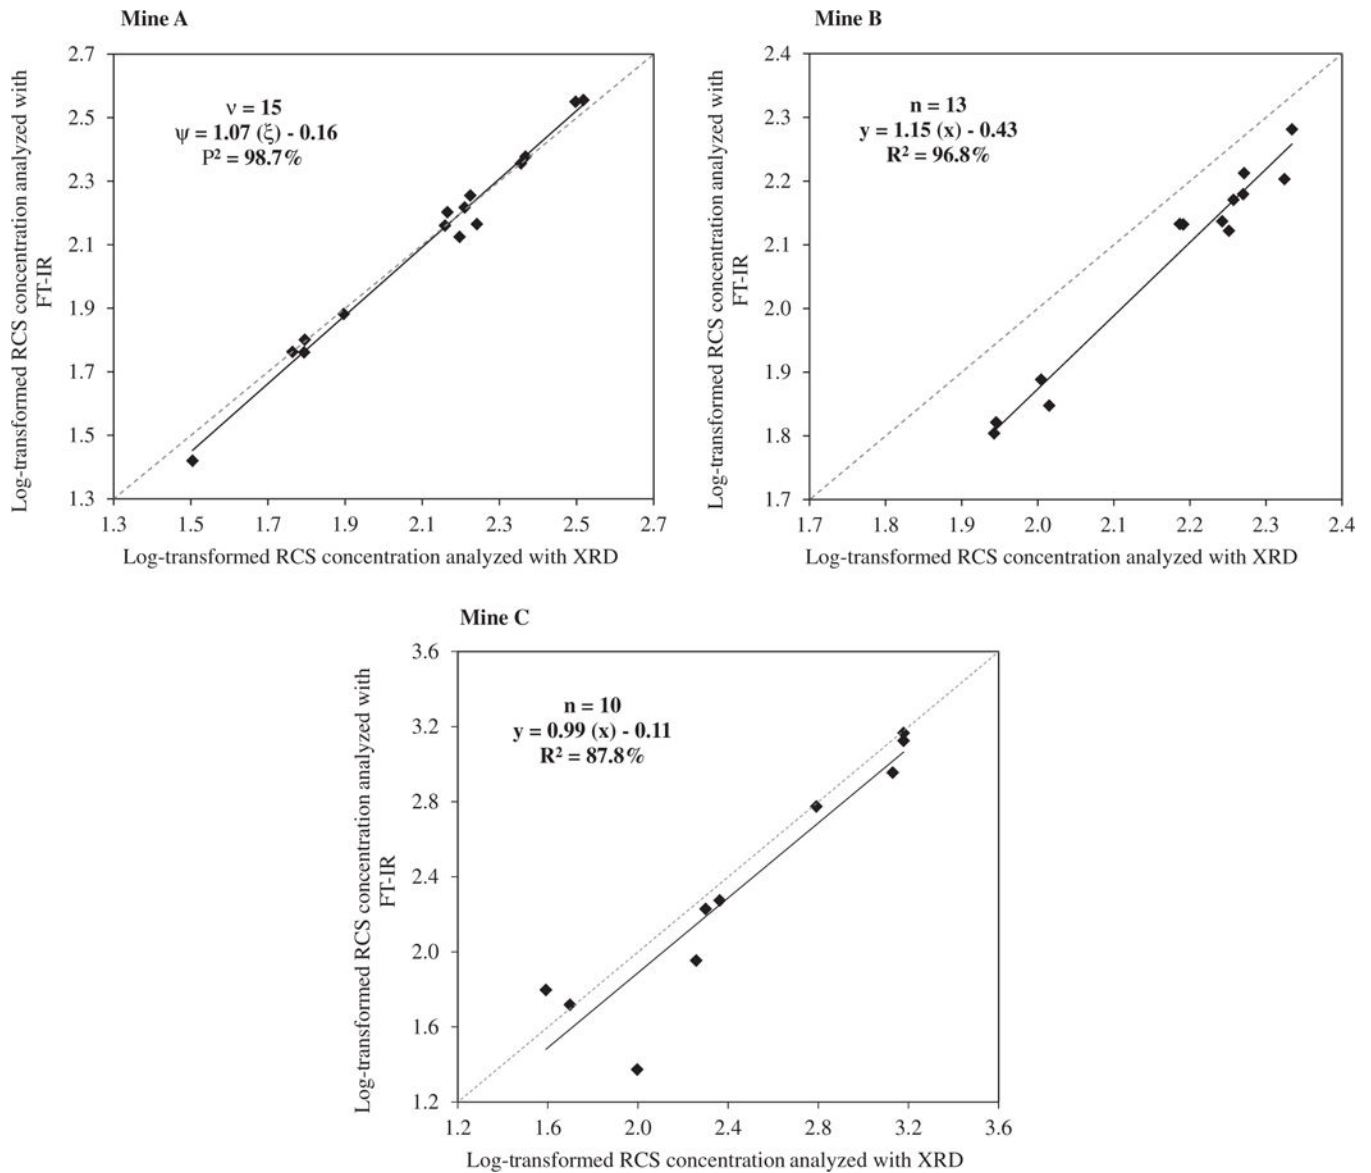 Mine A
Log-transformed RCS concentration analyzed with
FT-IR
2.7
2.5
2.3
2.1
1.9
1.7
1.5
1.3
ν = 15
ψ = 1.07 (ξ) - 0.16
Ρ² = 98.7%
1.3 1.5 1.7 1.9 2.1 2.3 2.5 2.7
Log-transformed RCS concentration analyzed with XRD
Mine B
Log-transformed RCS concentration analyzed with
FT-IR
2.4
2.3
2.2
2.1
2.0
1.9
1.8
1.7
n = 13
y = 1.15 (x) - 0.43
R² = 96.8%
1.7 1.8 1.9 2.0 2.1 2.2 2.3 2.4
Log-transformed RCS concentration analyzed with XRD
Mine C
Log-transformed RCS concentration analyzed with
FT-IR
3.6
3.2
2.8
2.4
2.0
1.6
1.2
n = 10
y = 0.99 (x) - 0.11
R² = 87.8%
1.2 1.6 2.0 2.4 2.8 3.2 3.6
Log-transformed RCS concentration analyzed with XRD